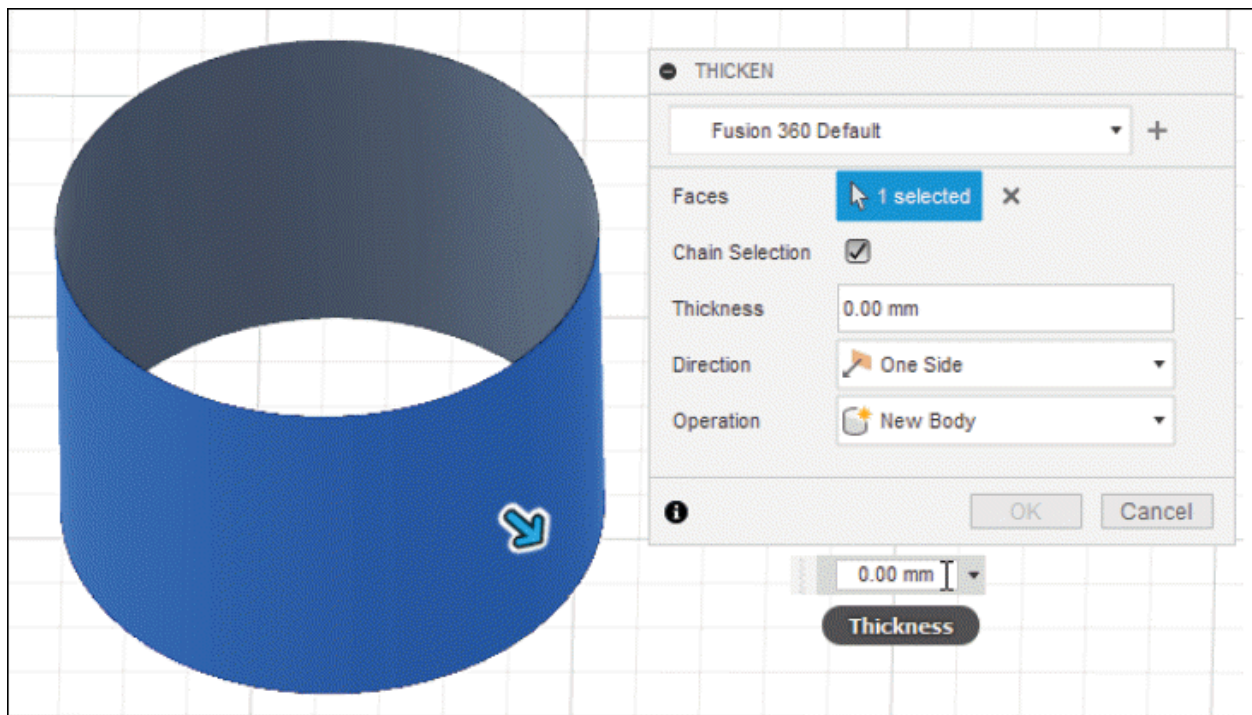 THICKEN
Fusion 360 Default
Faces 1 selected
Chain Selection
Thickness 0.00 mm
Direction One Side
Operation New Body
OK Cancel
0.00 mm
Thickness